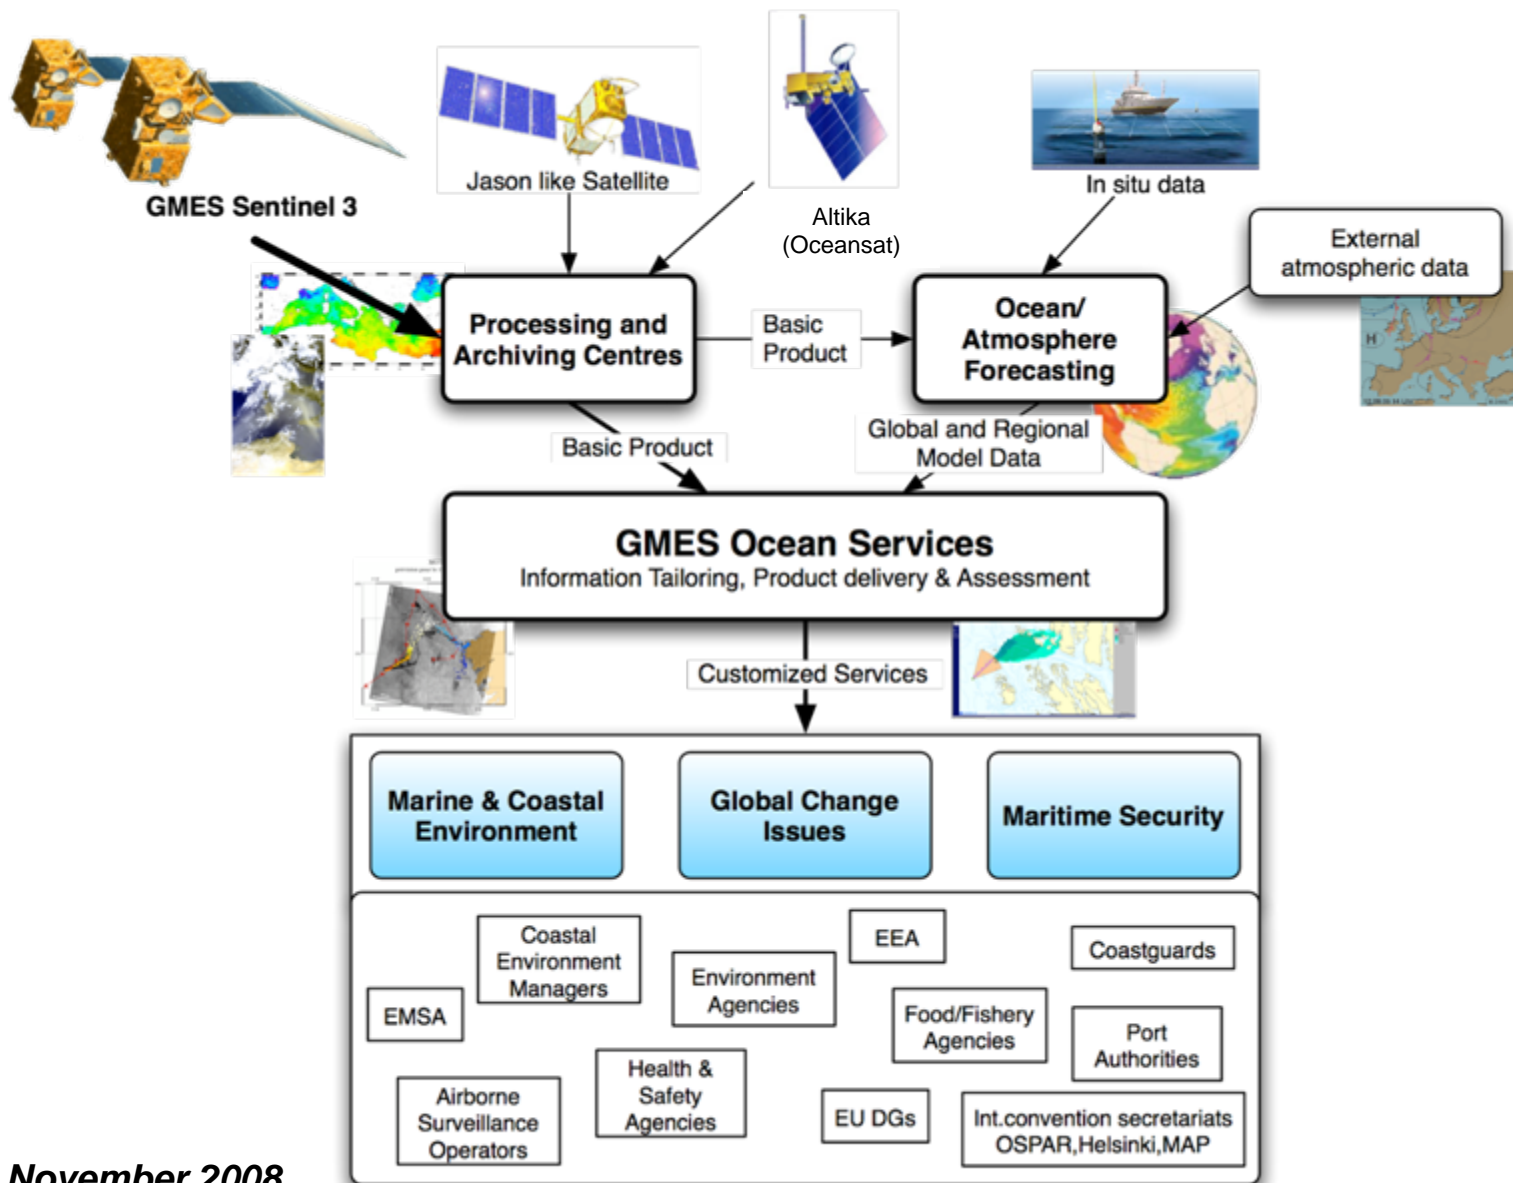 GMES Sentinel 3
Jason like Satellite
Altika
(Oceansat)
In situ data
External
atmospheric data
Processing and
Archiving Centres
Basic
Product
Ocean/
Atmosphere
Forecasting
H
Basic Product
Global and Regional
Model Data
GMES Ocean Services
Information Tailoring, Product delivery & Assessment
Customized Services
Marine & Coastal
Environment
Global Change
Issues
Maritime Security
Coastal
Environment
Managers
EEA
Coastguards
Environment
Agencies
EMSA
Food/Fishery
Agencies
Port
Authorities
Health &
Safety
Agencies
Airborne
Surveillance
Operators
EU DGs
Int.convention secretariats
OSPAR,Helsinki,MAP
November 2008